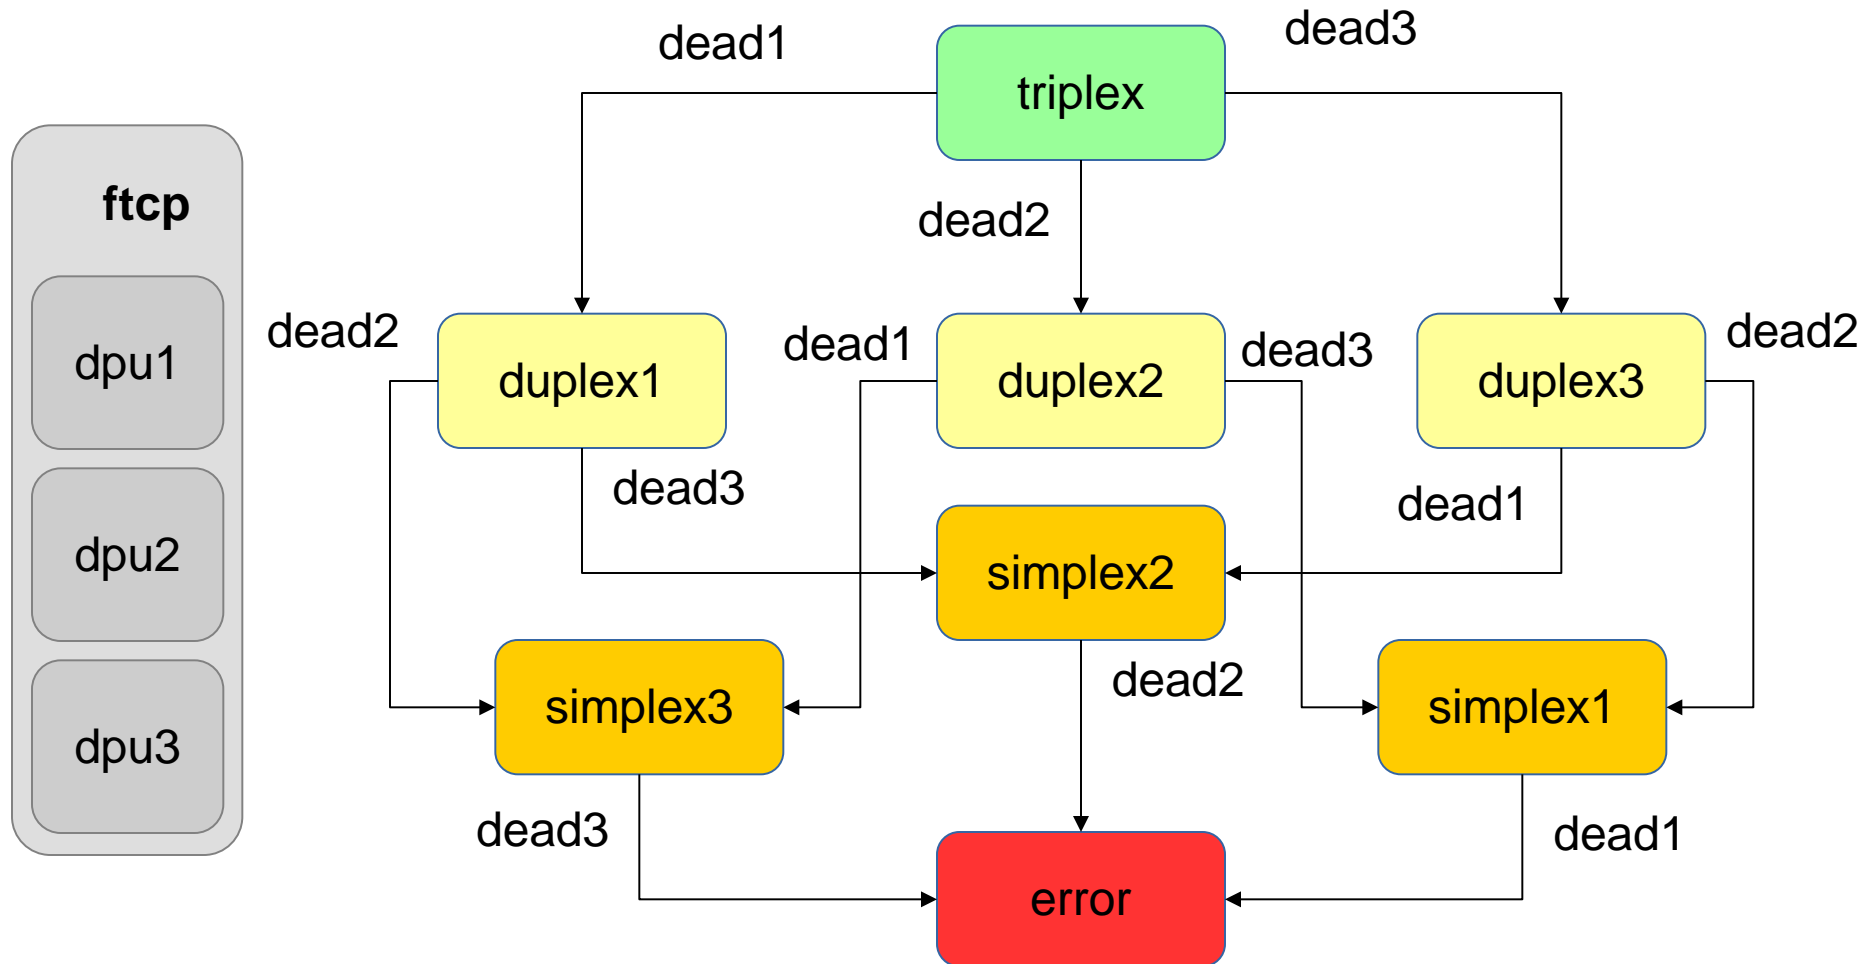 dead1
triplex
dead3
ftcp
dead2
dpu1
dead2
duplex1
dead1
duplex2
dead3
duplex3
dead2
dead3
dead1
dpu2
simplex2
dead2
simplex3
simplex1
dpu3
dead3
dead1
error